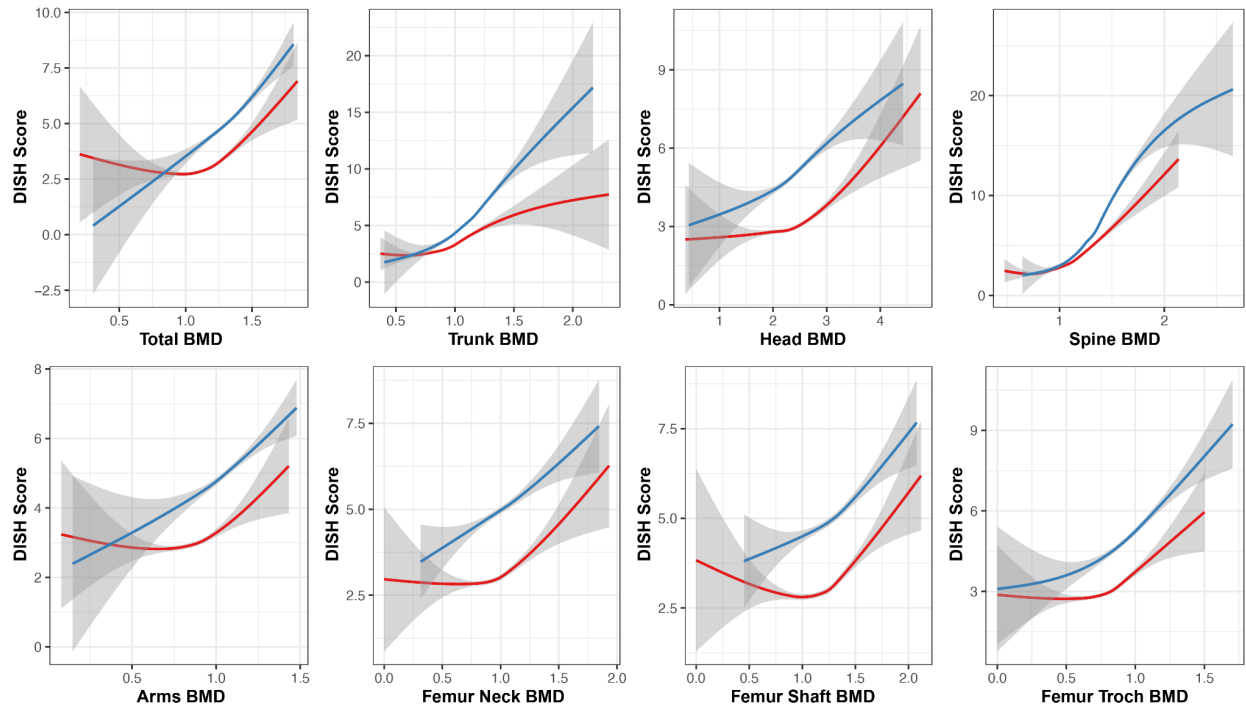 10.0
7.5
5.0
2.5
0.0
−2.5
DISH Score
0.5 1.0 1.5
Total BMD
20
15
10
5
0
DISH Score
0.5 1.0 1.5 2.0
Trunk BMD
9
6
3
0
DISH Score
1 2 3 4
Head BMD
20
10
0
DISH Score
1 2
Spine BMD
8
6
4
2
0
DISH Score
0.5 1.0 1.5
Arms BMD
7.5
5.0
2.5
DISH Score
0.0 0.5 1.0 1.5 2.0
Femur Neck BMD
7.5
5.0
2.5
DISH Score
0.0 0.5 1.0 1.5 2.0
Femur Shaft BMD
9
6
3
DISH Score
0.0 0.5 1.0 1.5
Femur Troch BMD